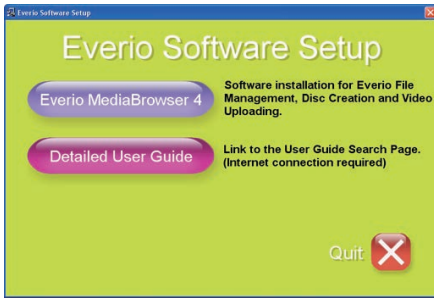 Everio Software Setup
Everio Software Setup
Everio MediaBrowser 4
Software installation for Everio File
Management, Disc Creation and Video
Uploading.
Detailed User Guide
Link to the User Guide Search Page.
(Internet connection required)
Quit